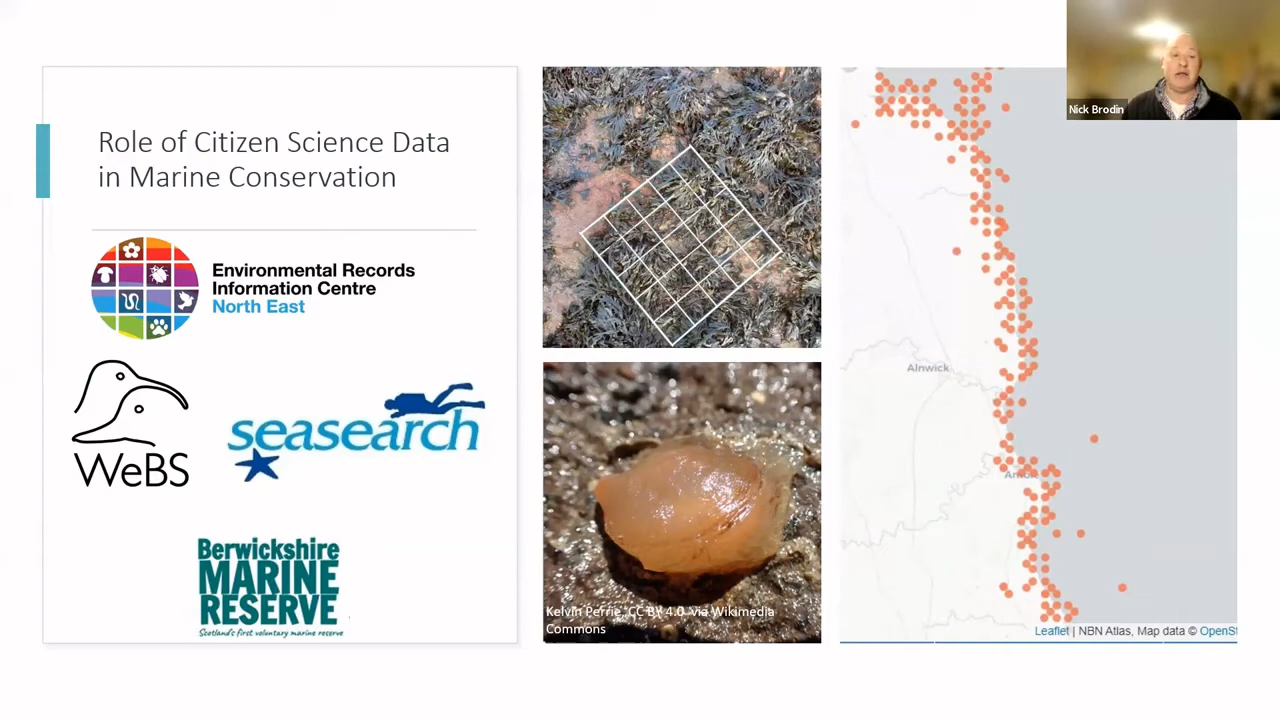 Nick Brodin
Role of Citizen Science Data
in Marine Conservation
Environmental Records
Information Centre
North East
WeBS
seasearch
Berwickshire
MARINE
RESERVE
Scotland's first voluntary marine reserve
Kelvin Perrie, CC BY 4.0 via Wikimedia
Commons
Alnwick
Leaflet | NBN Atlas, Map data © OpenSt